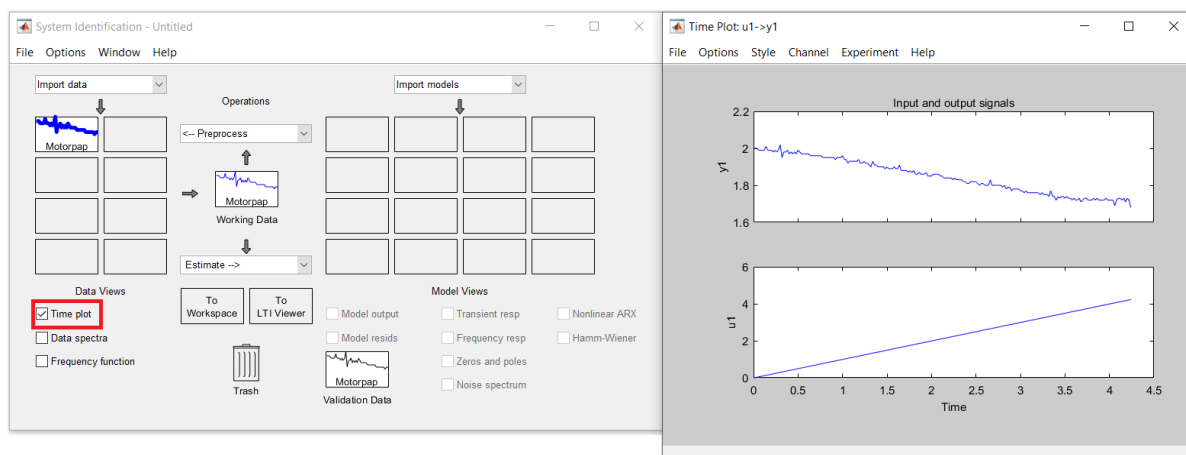 System Identification - Untitled
File Options Window Help
Import data
Import models
Operations
Motorpap
<-- Preprocess
Motorpap
Working Data
Estimate -->
Data Views
To Workspace
To LTI Viewer
Model Views
Time plot
Model output
Transient resp
Nonlinear ARX
Data spectra
Model resids
Frequency resp
Hamm-Wiener
Frequency function
Zeros and poles
Motorpap
Noise spectrum
Trash
Validation Data
Time Plot: u1->y1
File Options Style Channel Experiment Help
Input and output signals
2.2
2
1.8
1.6
y1
6
4
2
0
u1
0 0.5 1 1.5 2 2.5 3 3.5 4 4.5
Time